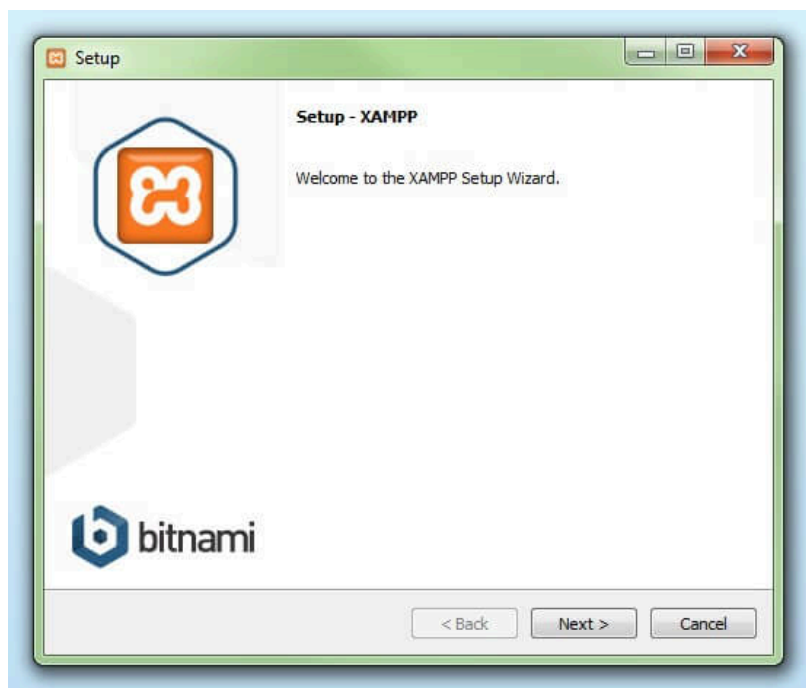 Setup
Setup - XAMPP
Welcome to the XAMPP Setup Wizard.
bitnami
< Back
Next >
Cancel